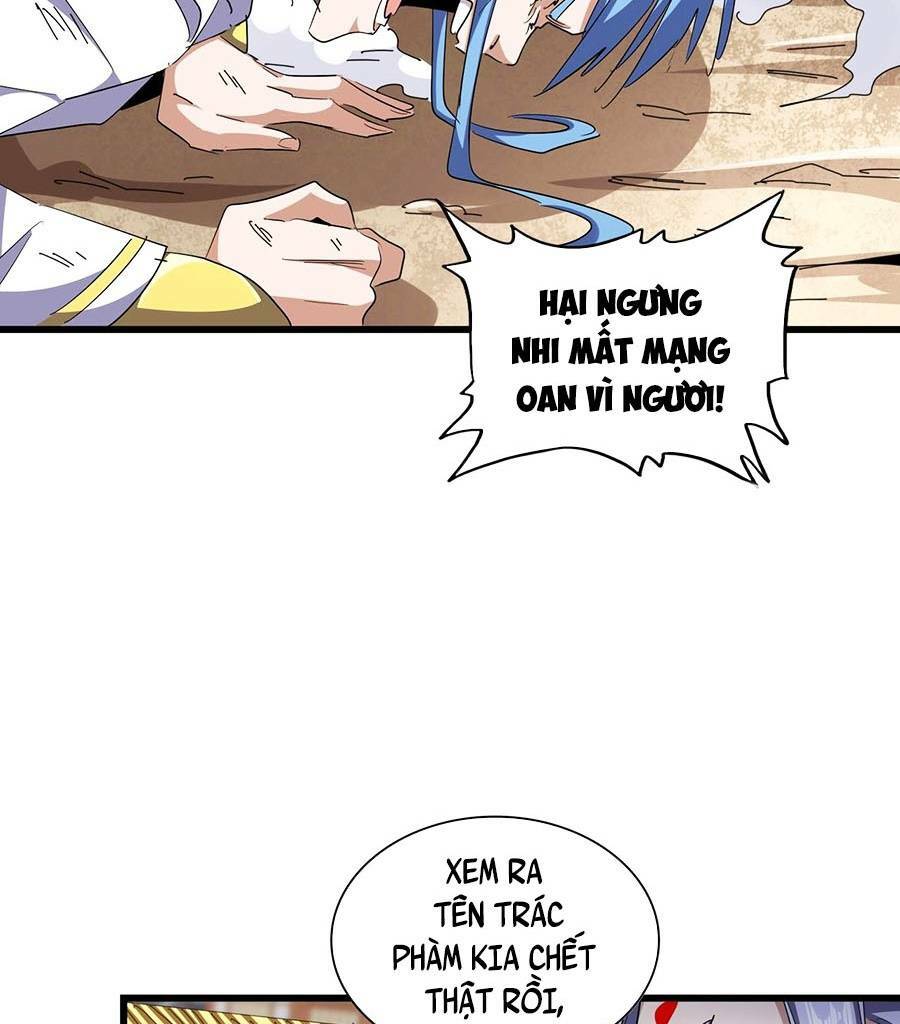 HẠI NGƯNG
NHI MẤT MẠNG
OAN VÌ NGƯƠI!
XEM RA
TÊN TRÁC
PHÀM KIA CHẾT
THẬT RỒI,